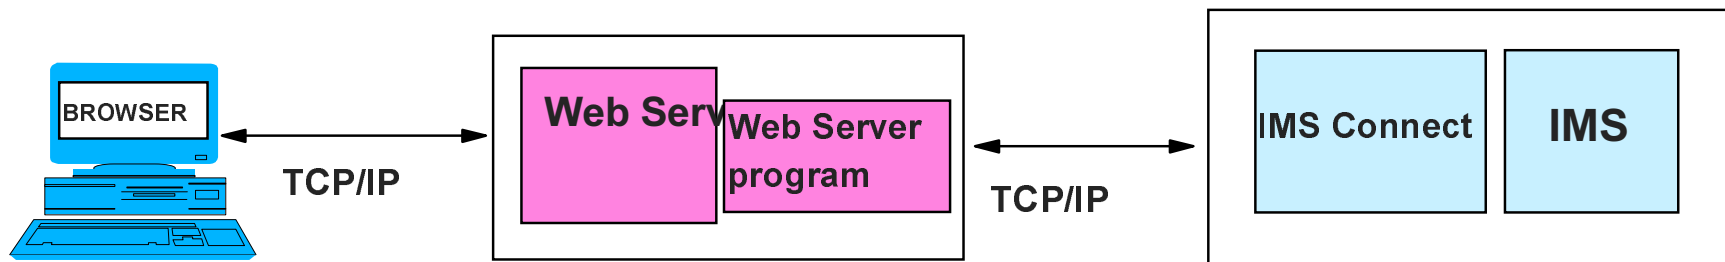 BROWSER
TCP/IP
Web Serv
Web Server
program
TCP/IP
IMS Connect
IMS